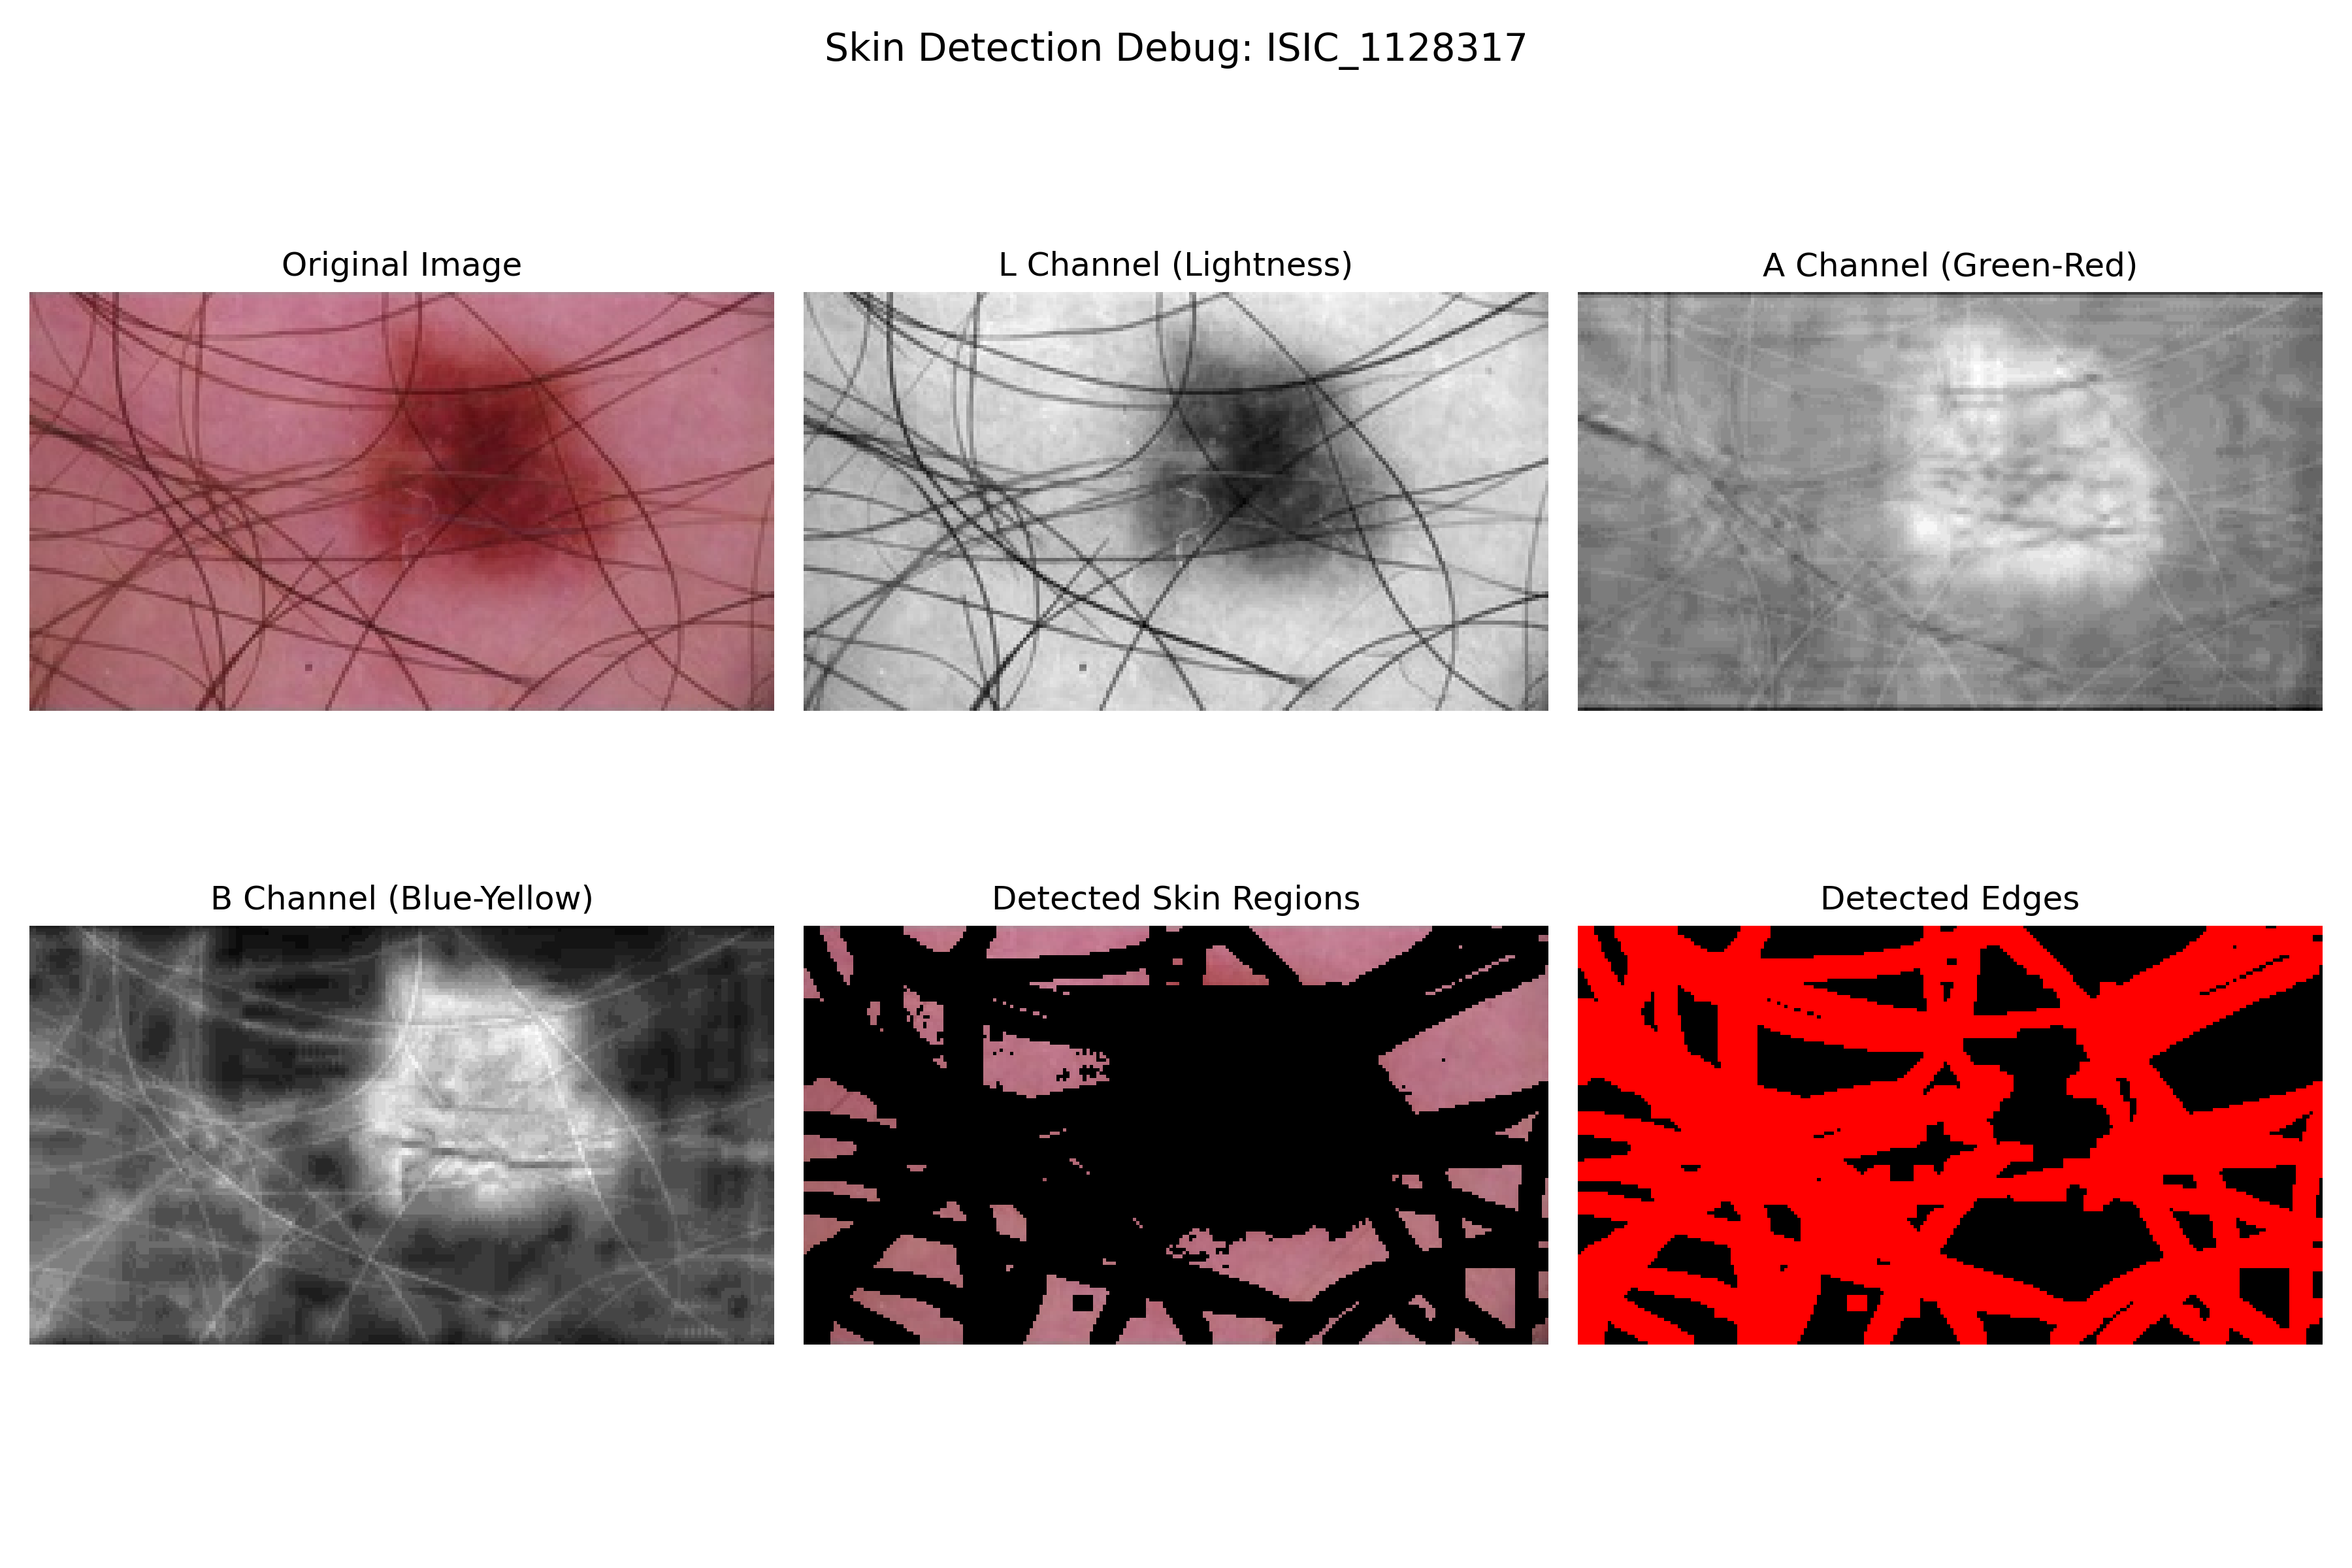 Skin Detection Debug: ISIC_1128317
Original Image
L Channel (Lightness)
A Channel (Green-Red)
B Channel (Blue-Yellow)
Detected Skin Regions
Detected Edges